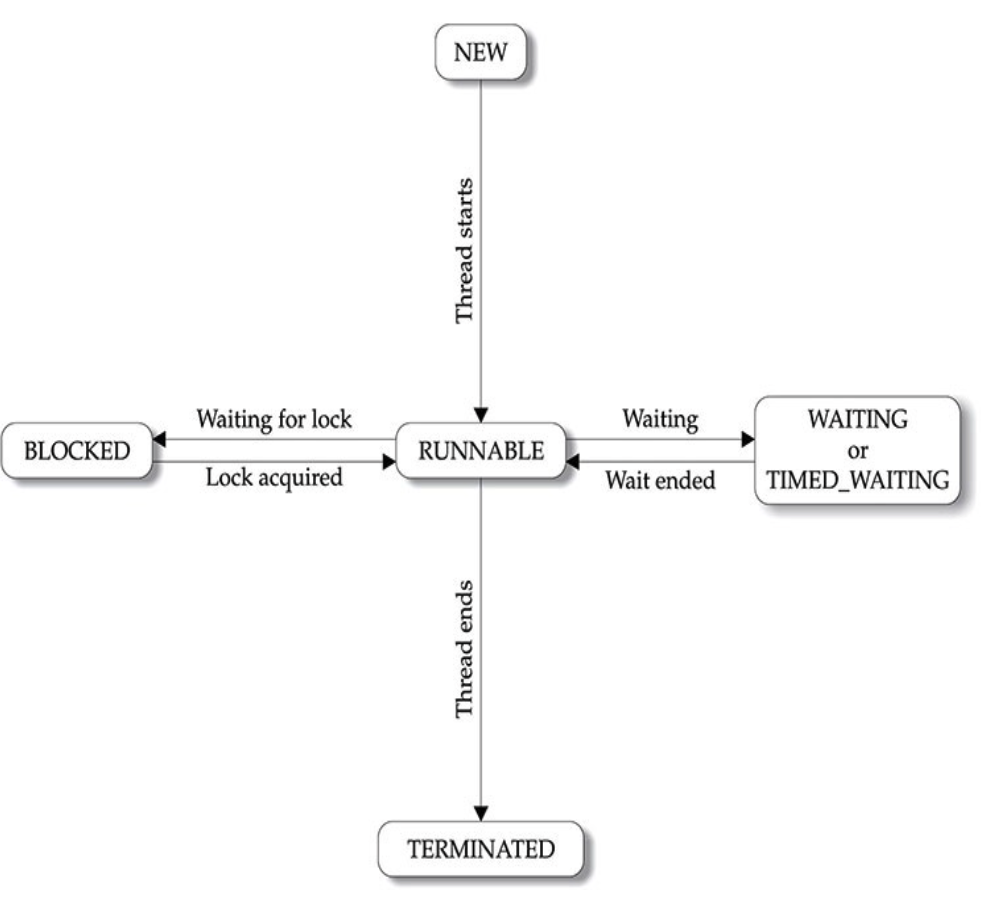 NEW
Thread starts
Waiting for lock
BLOCKED
Lock acquired
RUNNABLE
Waiting
Wait ended
WAITING
or
TIMED_WAITING
Thread ends
TERMINATED